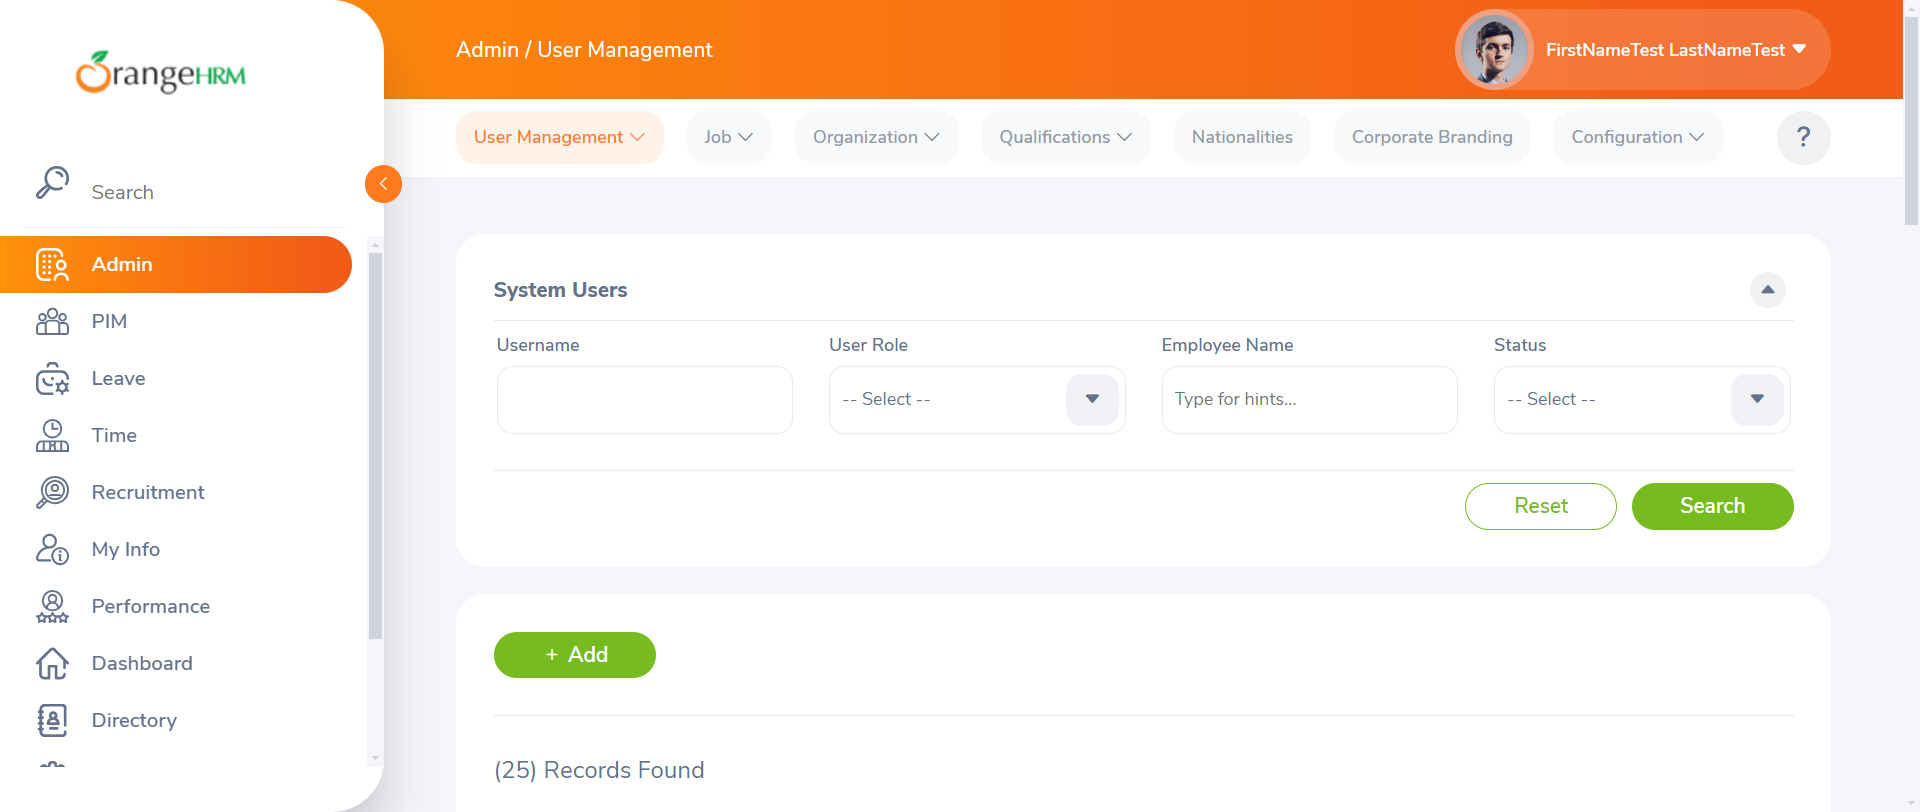 OrangeHRM
Search
Admin
PIM
Leave
Time
Recruitment
My Info
Performance
Dashboard
Directory
Admin / User Management
FirstNameTest LastNameTest
User Management
Job
Organization
Qualifications
Nationalities
Corporate Branding
Configuration
?
System Users
Username
User Role
Employee Name
Status
-- Select --
Type for hints...
-- Select --
Reset
Search
+ Add
(25) Records Found